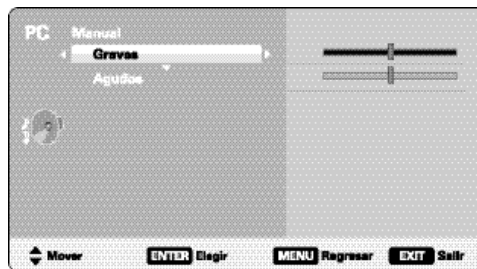 PC Manual
Graves
Agudos
Mover ENTER Elegir MENU Regresar EXIT Salir